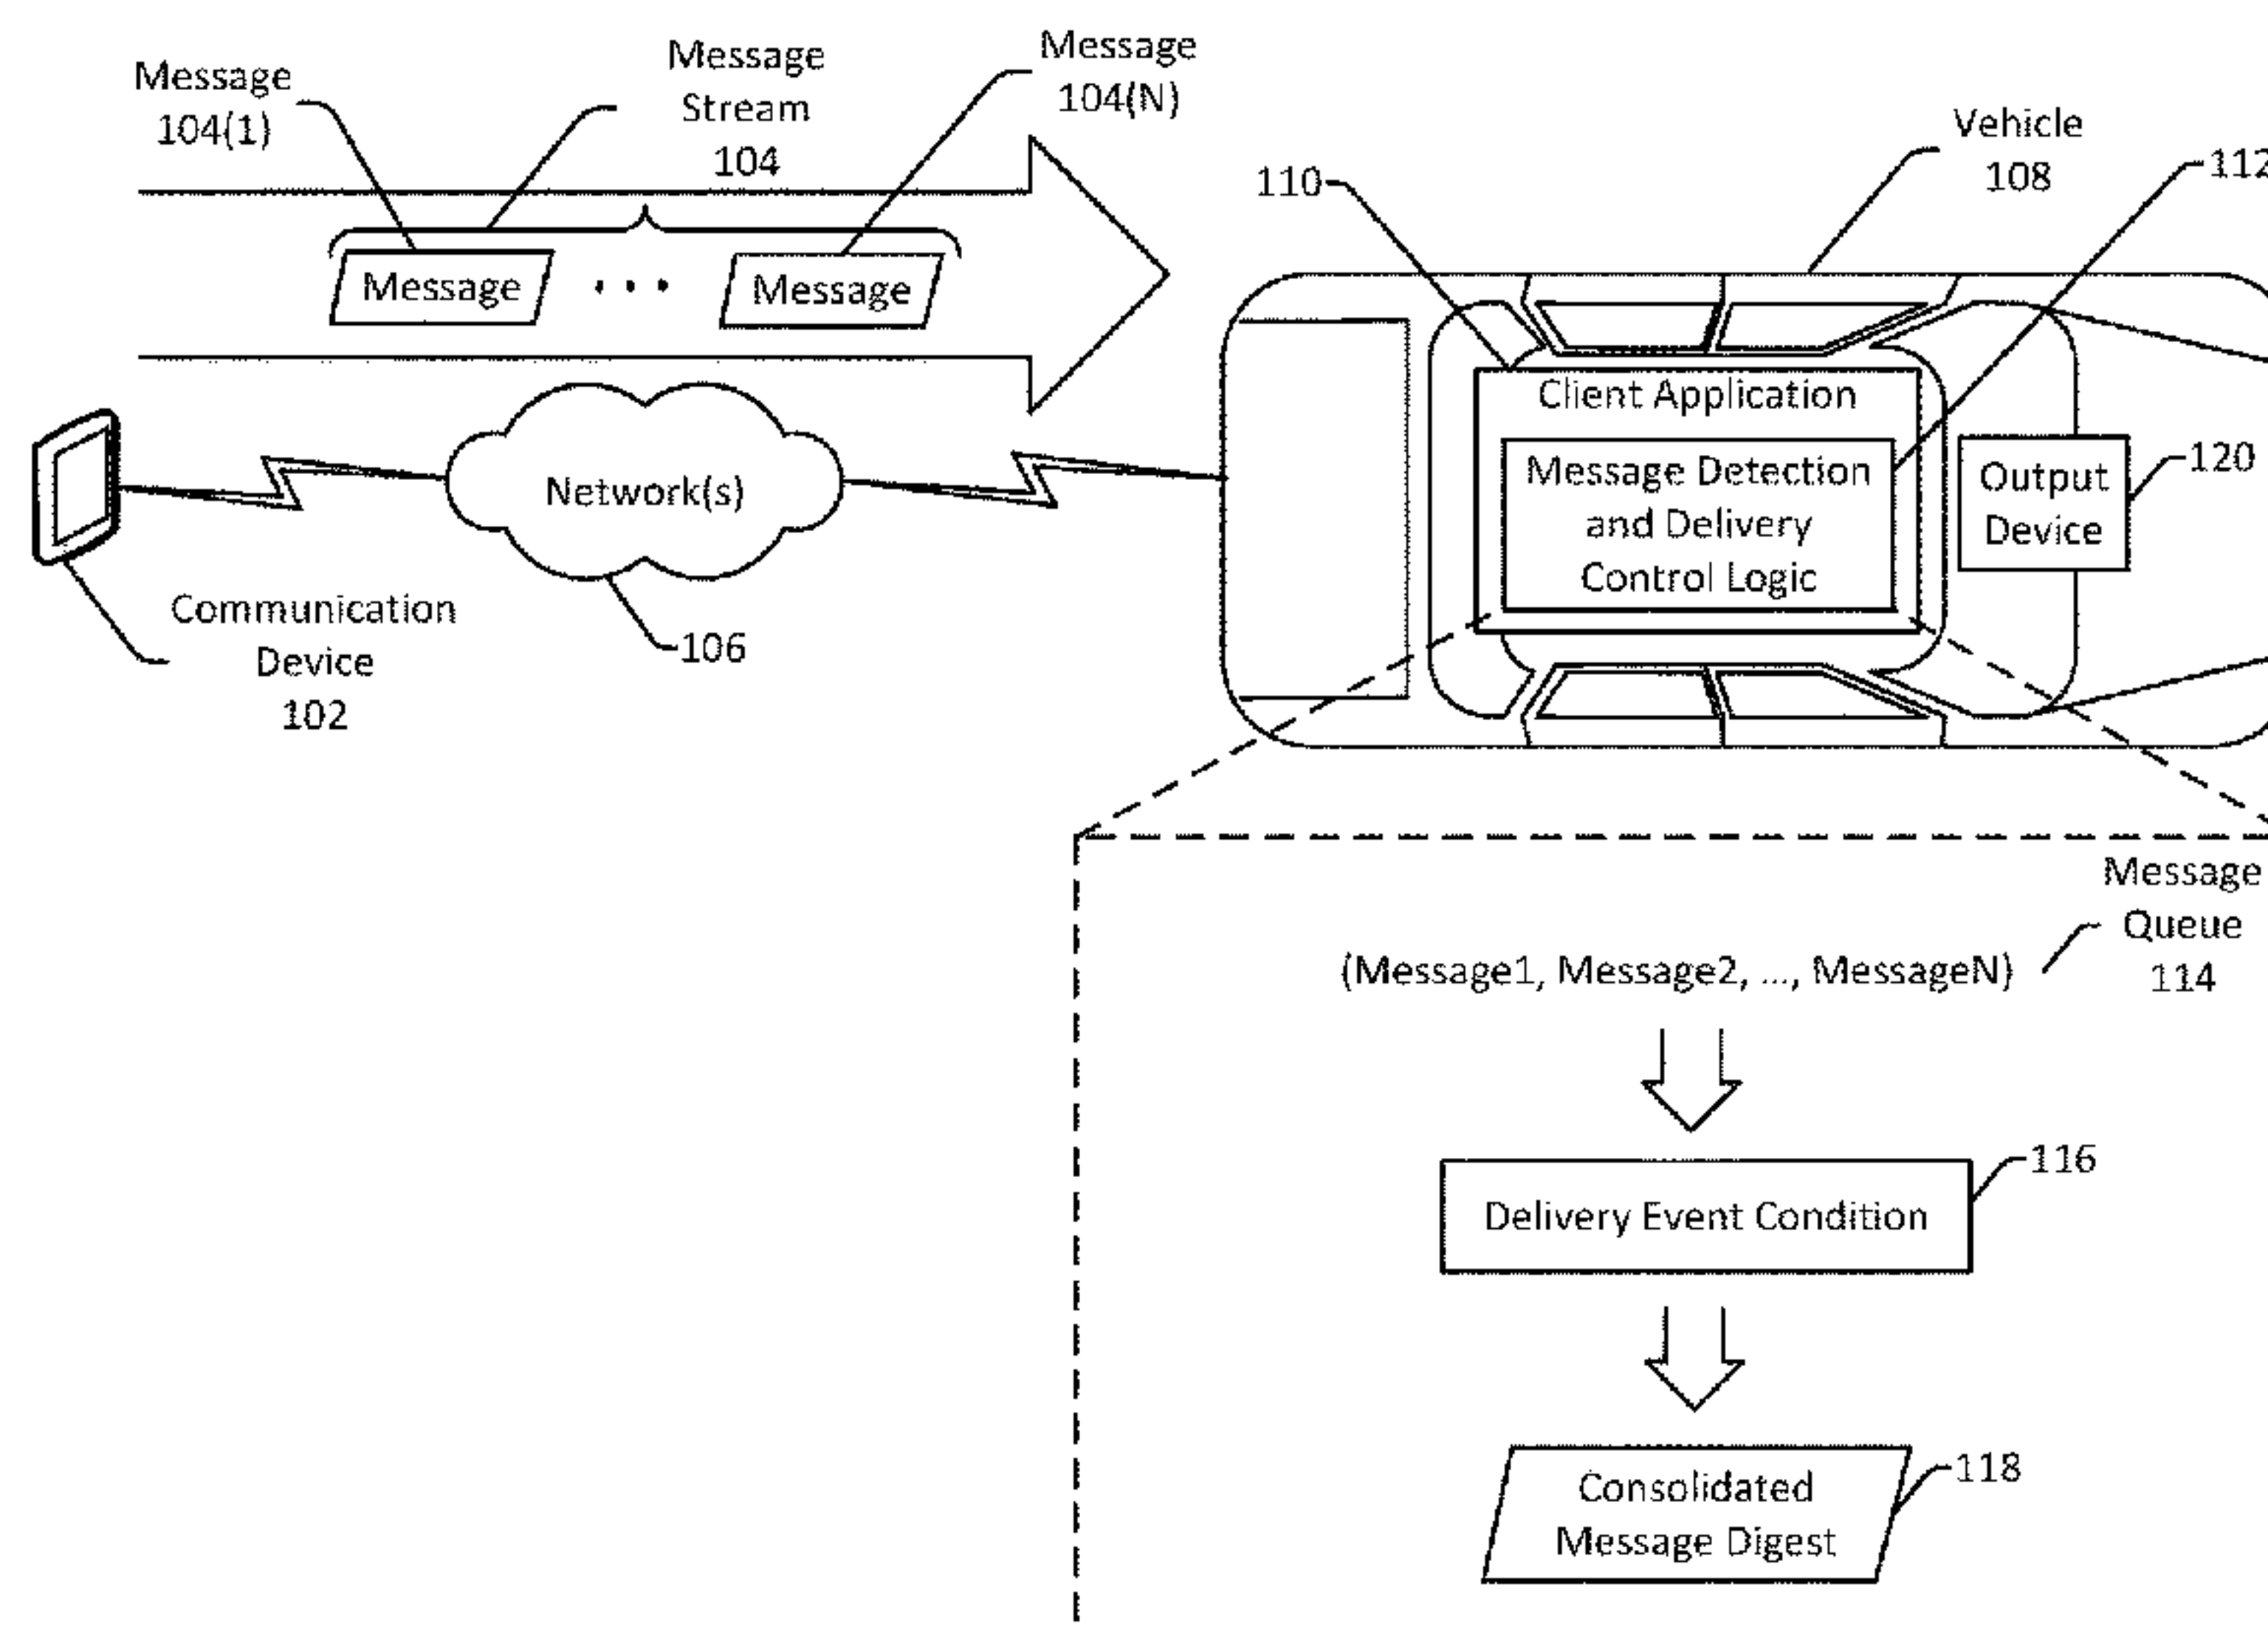 Message
104(1)
Message
Stream
104
Message
104(N)
Message
• • •
Message
Vehicle
108
110
112
Client Application
Message Detection
and Delivery
Control Logic
Output
Device
120
Network(s)
106
Communication
Device
102
Message
Queue
114
(Message1, Message2, ..., MessageN)
116
Delivery Event Condition
118
Consolidated
Message Digest